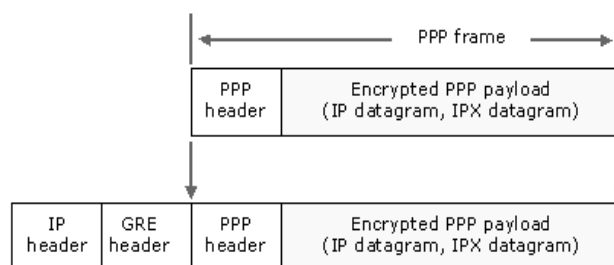 PPP frame
PPP
header
Encrypted PPP payload
(IP datagram, IPX datagram)
IP
header
GRE
header
PPP
header
Encrypted PPP payload
(IP datagram, IPX datagram)